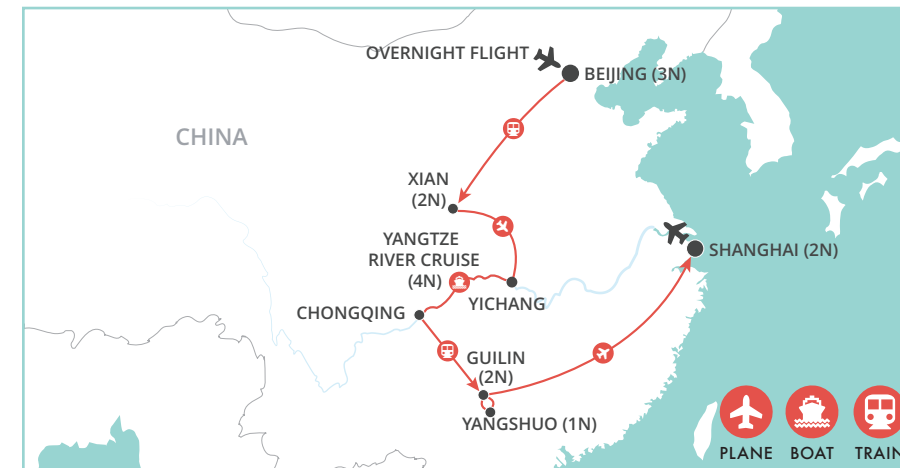 OVERNIGHT FLIGHT
BEIJING (3N)
CHINA
XIAN
(2N)
YANGTZE
RIVER CRUISE
(4N)
SHANGHAI (2N)
YICHANG
CHONGQING
GUILIN
(2N)
YANGSHUO (1N)
PLANE BOAT TRAIN